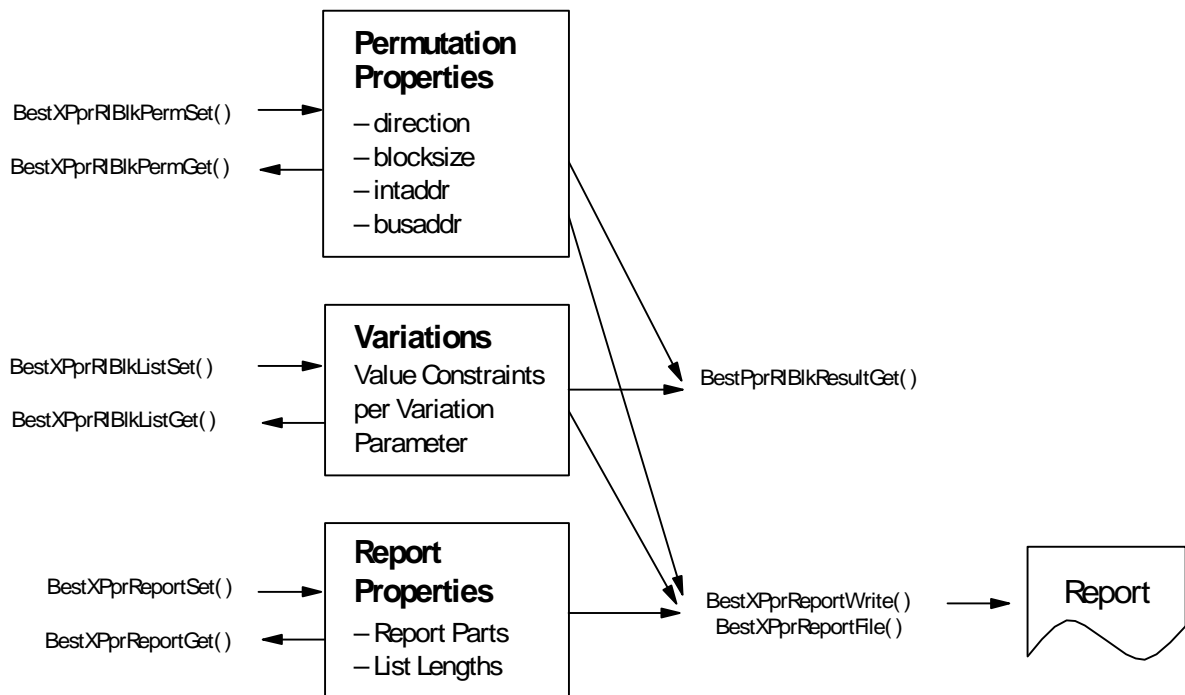 Permutation
Properties
– direction
– blocksize
– intaddr
– busaddr
BestXPprRIBlkPermSet( )
BestXPprRIBlkPermGet( )
Variations
Value Constraints
per Variation
Parameter
BestXPprRIBlkListSet( )
BestXPprRIBlkListGet( )
BestPprRIBlkResultGet( )
Report
Properties
– Report Parts
– List Lengths
BestXPprReportSet( )
BestXPprReportGet( )
BestXPprReportWrite( )
BestXPprReportFile( )
Report